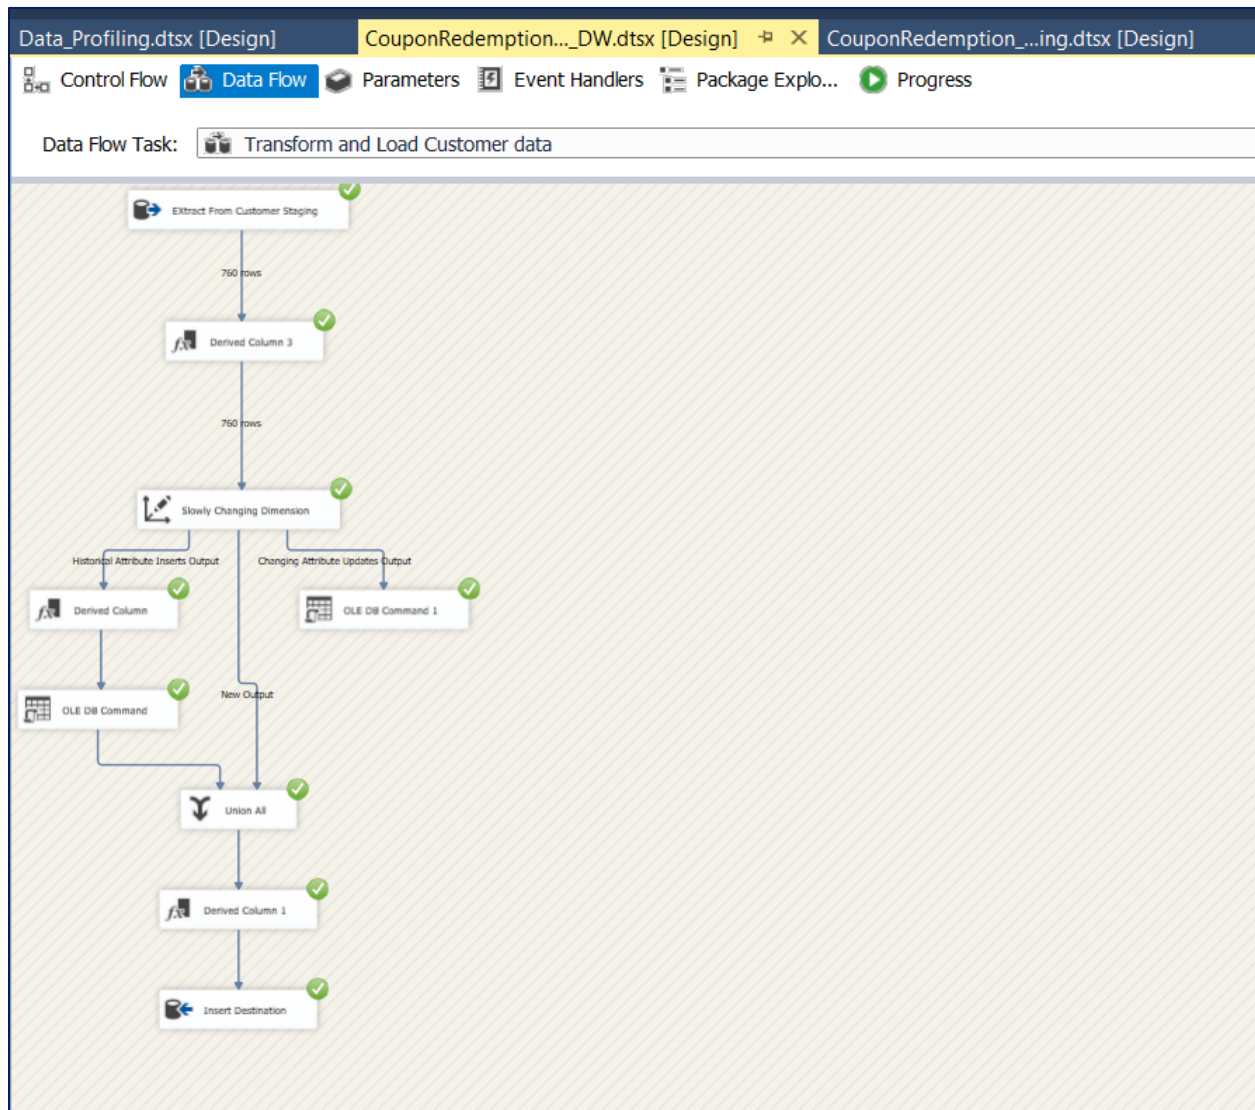 Data_Profiling.dtsx [Design] CouponRedemption..._DW.dtsx [Design] CouponRedemption_...ing.dtsx [Design]
Control Flow Data Flow Parameters Event Handlers Package Explo... Progress
Data Flow Task: Transform and Load Customer data
EXtract From Customer Staging
760 rows
Derived Column 3
760 rows
Slowly Changing Dimension
Historical Attribute Inserts Output Changing Attribute Updates Output
Derived Column OLE DB Command 1
New Output
OLE DB Command
Union All
Derived Column 1
Insert Destination